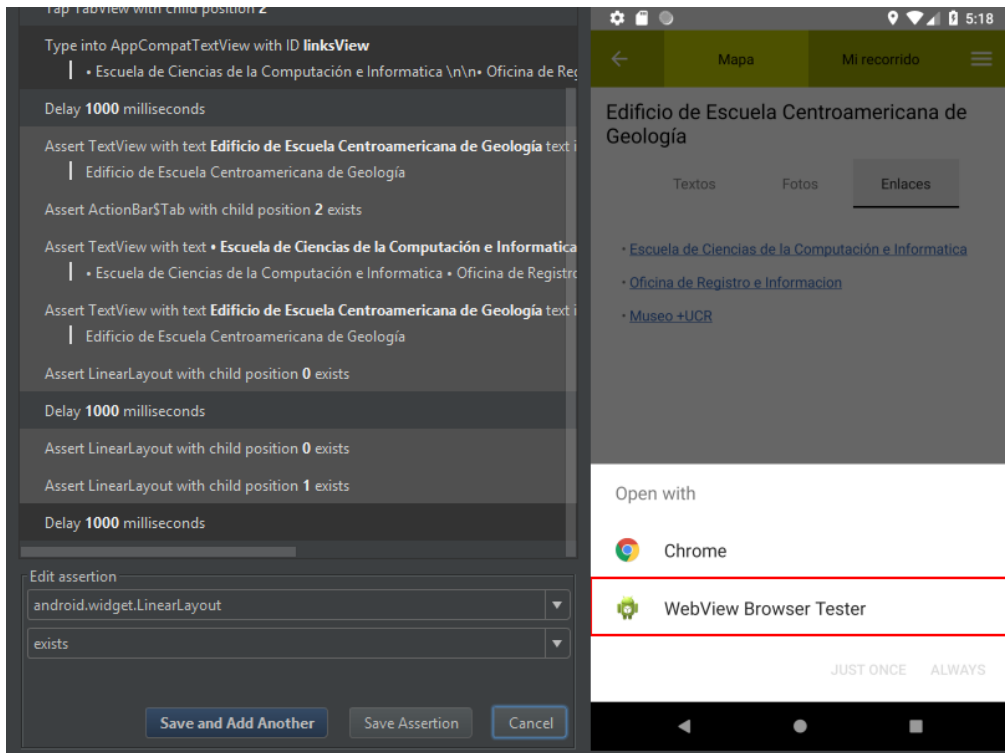 Tap TabView with child position 2
Type into AppCompatTextView with ID linksView
• Escuela de Ciencias de la Computación e Informatica \n\n• Oficina de Reg
Delay 1000 milliseconds
Assert TextView with text Edificio de Escuela Centroamericana de Geología text i
Edificio de Escuela Centroamericana de Geología
Assert ActionBar$Tab with child position 2 exists
Assert TextView with text • Escuela de Ciencias de la Computación e Informatica
• Escuela de Ciencias de la Computación e Informatica • Oficina de Registro
Assert TextView with text Edificio de Escuela Centroamericana de Geología text i
Edificio de Escuela Centroamericana de Geología
Assert LinearLayout with child position 0 exists
Delay 1000 milliseconds
Assert LinearLayout with child position 0 exists
Assert LinearLayout with child position 1 exists
Delay 1000 milliseconds
Edit assertion
android.widget.LinearLayout
exists
Save and Add Another
Save Assertion
Cancel
5:18
Mapa
Mi recorrido
Edificio de Escuela Centroamericana de
Geología
Textos
Fotos
Enlaces
• Escuela de Ciencias de la Computación e Informatica
• Oficina de Registro e Informacion
• Museo +UCR
Open with
Chrome
WebView Browser Tester
JUST ONCE
ALWAYS